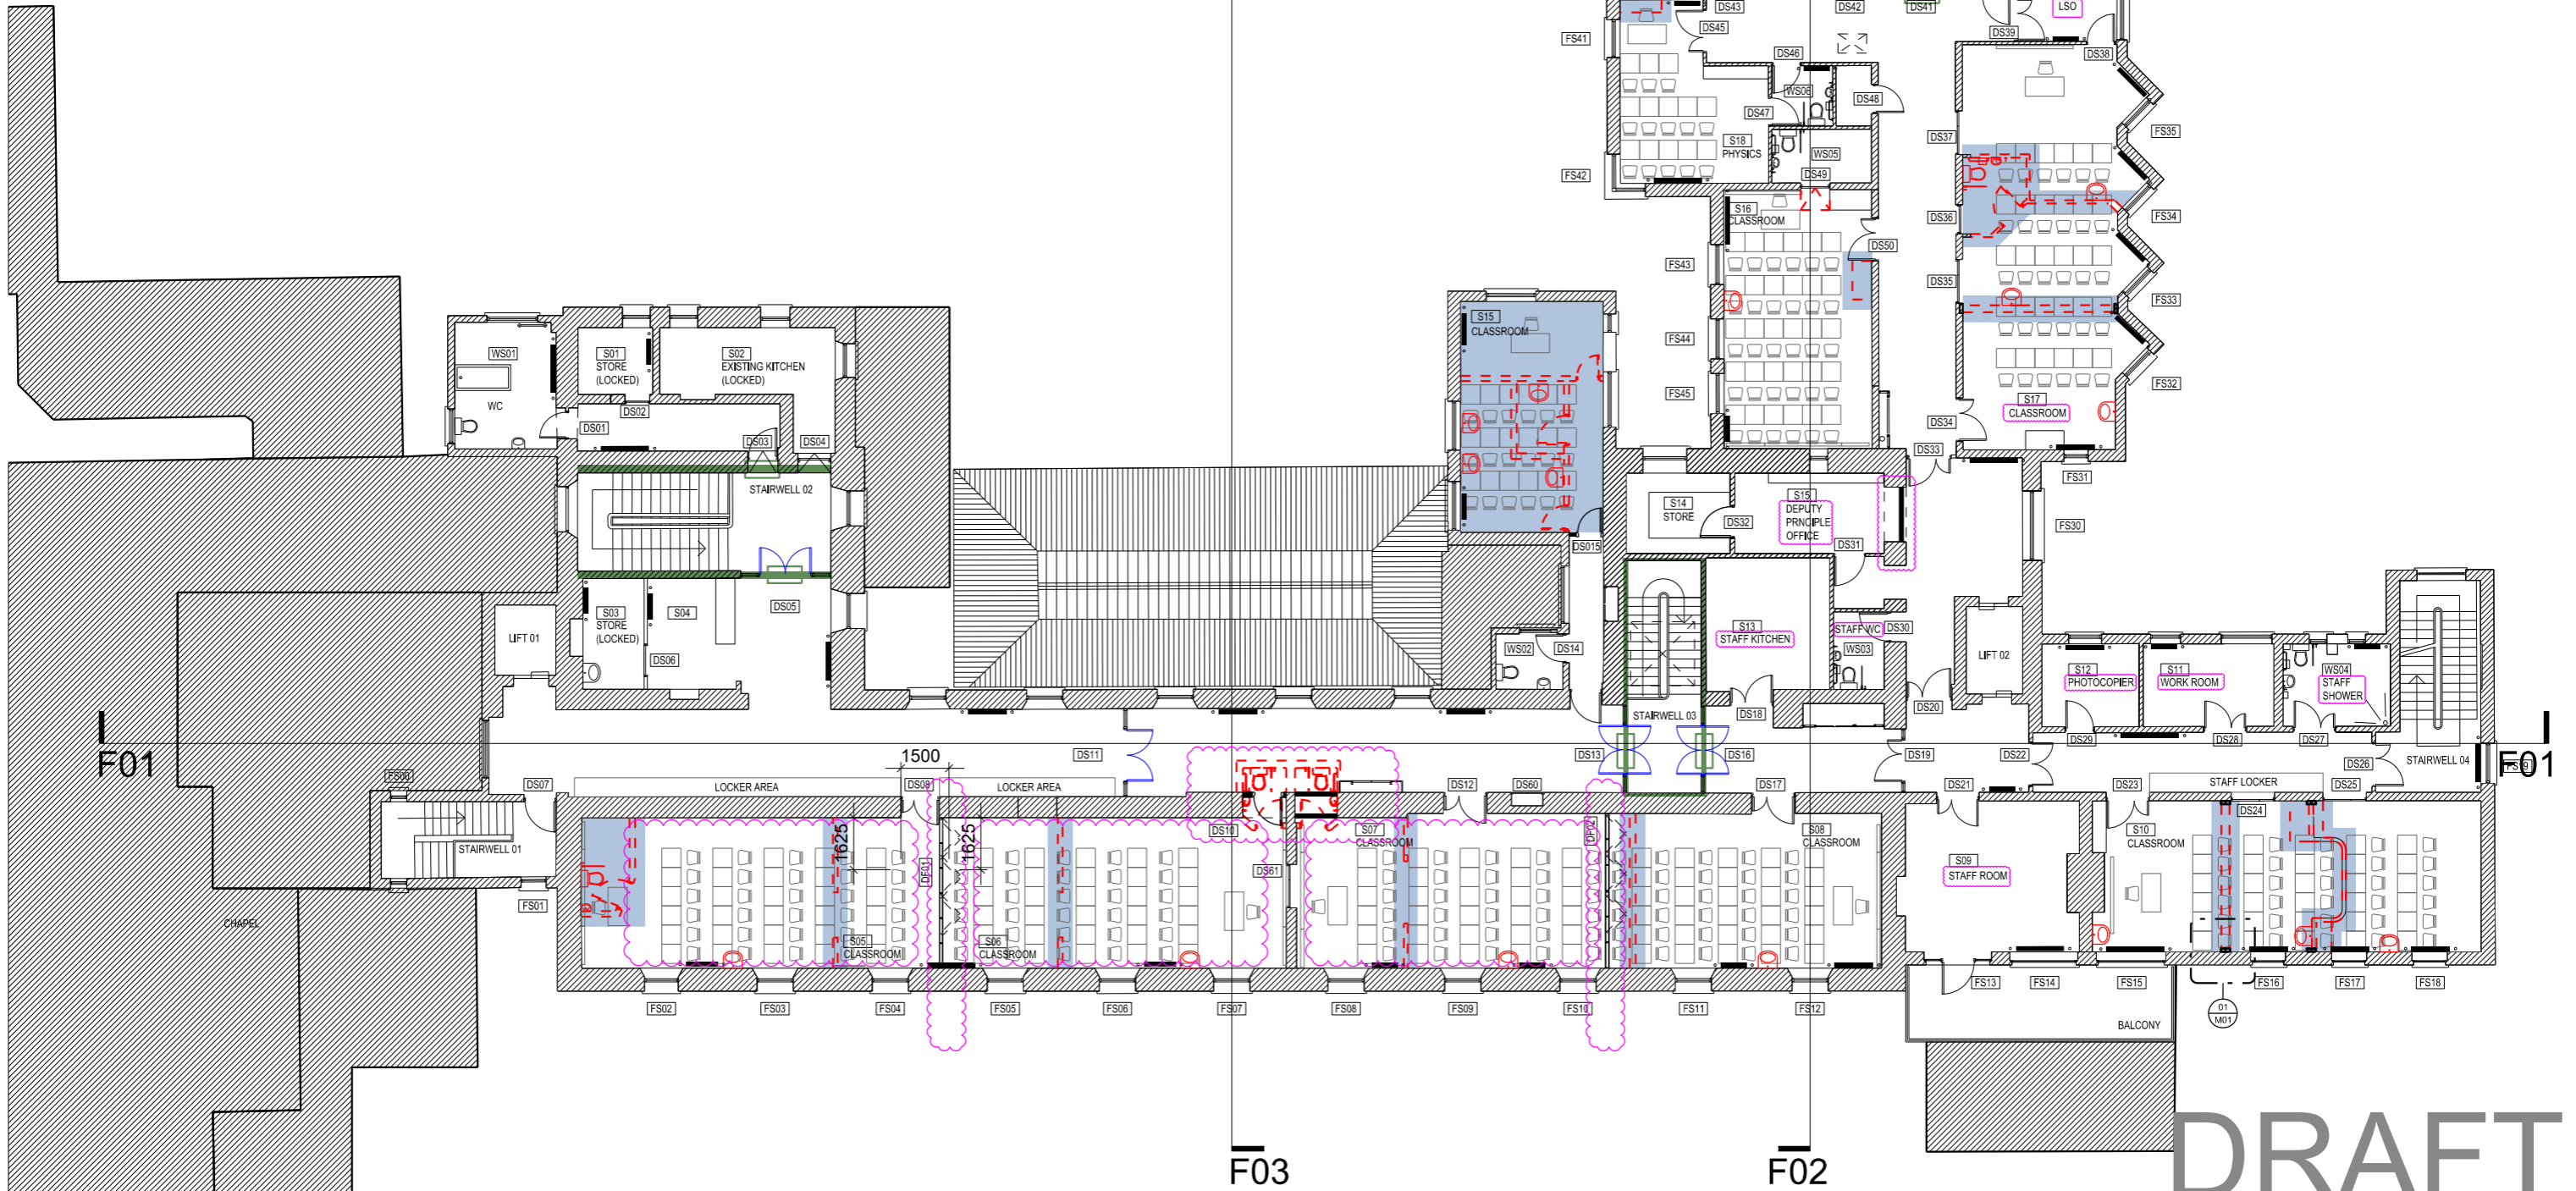 DS43
DS42
DS41
LSO
FS41
DS45
DS39
DS46
DS38
WS06
DS48
DS47
FS35
DS37
S18
PHYSICS
WS05
FS42
DS49
S16
CLASSROOM
DS36
FS34
DS50
FS43
DS35
FS33
S15
CLASSROOM
FS44
WS01
S01
STORE
(LOCKED)
S02
EXISTING KITCHEN
(LOCKED)
FS45
FS32
WC
DS02
S17
CLASSROOM
DS01
DS34
DS03
DS04
DS33
STAIRWELL 02
FS31
S14
STORE
S15
DEPUTY
PRNCIPLE
OFFICE
DS32
FS30
DS015
DS31
DS05
S03
STORE
(LOCKED)
S04
LIFT 01
S13
STAFF KITCHEN
STAFF WC
DS30
DS06
WS02
DS14
WS03
LIFT 02
S12
PHOTOCOPIER
S11
WORK ROOM
WS04
STAFF
SHOWER
STAIRWELL 03
DS18
DS20
DS29
DS28
DS27
F01
1500
DS11
DS13
DS16
DS19
DS22
DS26
STAIRWELL 04
FS19
F01
FS00
DS07
LOCKER AREA
DS08
LOCKER AREA
DS12
DS60
DS17
DS21
DS23
STAFF LOCKER
DS25
DS24
STAIRWELL 01
1625
1625
DF01
DS10
S07
CLASSROOM
DF02
S08
CLASSROOM
S10
CLASSROOM
DS61
S09
STAFF ROOM
FS01
CHAPEL
S05
CLASSROOM
S06
CLASSROOM
FS02
FS03
FS04
FS05
FS06
FS07
FS08
FS09
FS10
FS11
FS12
FS13
FS14
FS15
FS16
FS17
FS18
01
M01
BALCONY
F03
F02
DRAFT